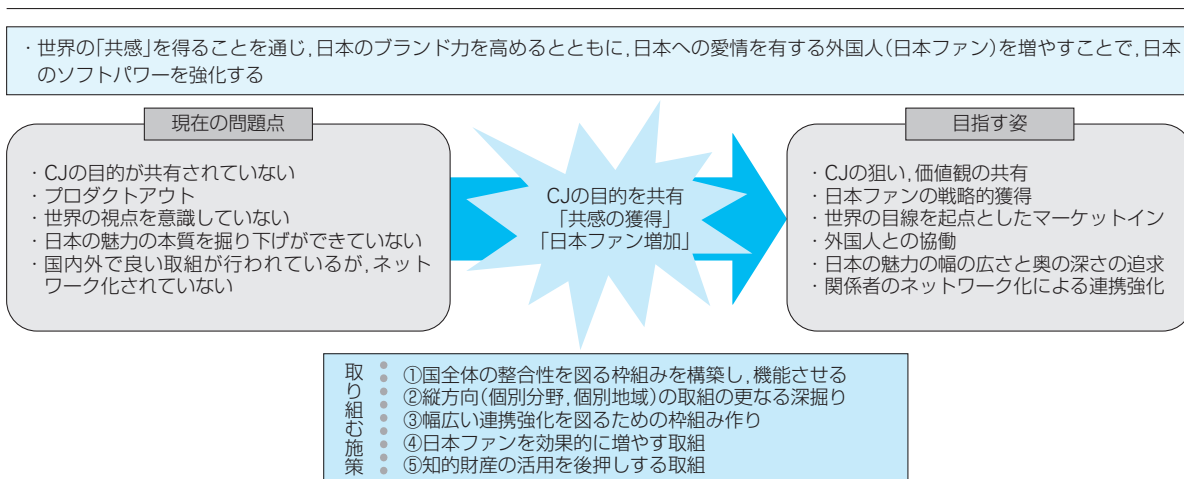 ・世界の「共感」を得ることを通じ,日本のブランド力を高めるとともに,日本への愛情を有する外国人(日本ファン)を増やすことで,日本
のソフトパワーを強化する
現在の問題点
・CJの目的が共有されていない
・プロダクトアウト
・世界の視点を意識していない
・日本の魅力の本質を掘り下げができていない
・国内外で良い取組が行われているが,ネット
ワーク化されていない
CJの目的を共有
「共感の獲得」
「日本ファン増加」
目指す姿
・CJの狙い,価値観の共有
・日本ファンの戦略的獲得
・世界の目線を起点としたマーケットイン
・外国人との協働
・日本の魅力の幅の広さと奥の深さの追求
・関係者のネットワーク化による連携強化
取り組む施策
①国全体の整合性を図る枠組みを構築し,機能させる
②縦方向(個別分野,個別地域)の取組の更なる深掘り
③幅広い連携強化を図るための枠組み作り
④日本ファンを効果的に増やす取組
⑤知的財産の活用を後押しする取組